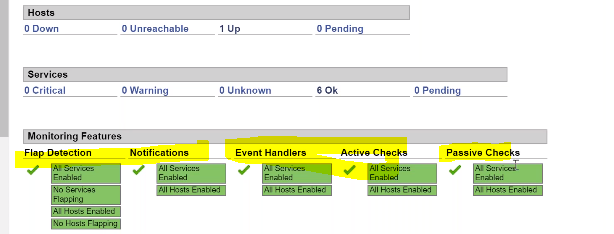 Hosts
0 Down 0 Unreachable 1 Up 0 Pending
Services
0 Critical 0 Warning 0 Unknown 6 Ok 0 Pending
Monitoring Features
Flap Detection Notifications Event Handlers Active Checks Passive Checks
All Services All Services All Services All Services All Services
Enabled Enabled Enabled Enabled Enabled
No Services All Hosts Enabled All Hosts Enabled All Hosts Enabled All Hosts Enabled
Flapping
All Hosts Enabled
No Hosts Flapping